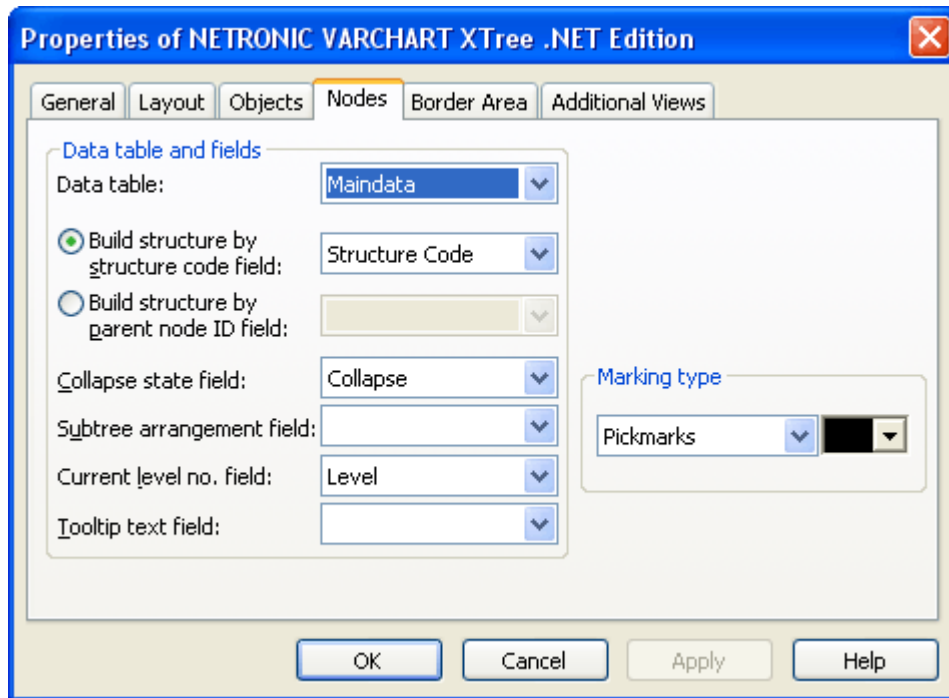 Properties of NETRONIC VARCHART XTree .NET Edition
General Layout Objects Nodes Border Area Additional Views
Data table and fields
Data table: Maindata
Build structure by
structure code field: Structure Code
Build structure by
parent node ID field:
Collapse state field: Collapse
Marking type
Subtree arrangement field: Pickmarks
Current level no. field: Level
Tooltip text field:
OK Cancel Apply Help